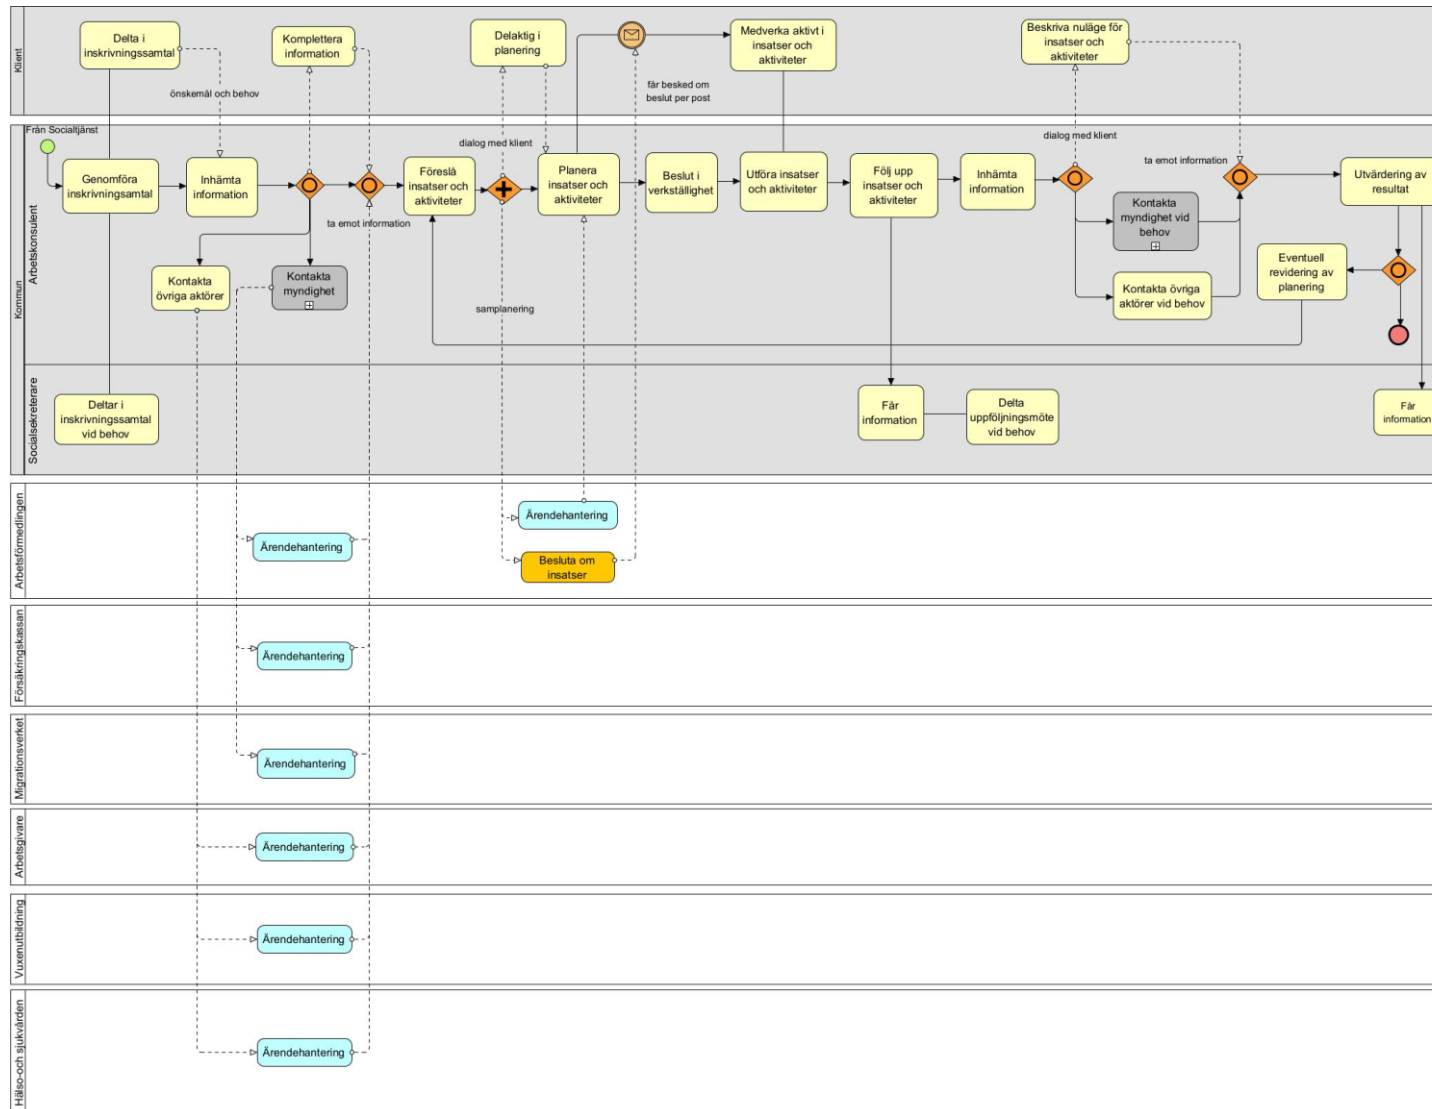 Klient
Delta i
inskrivningssamtal
önskemål och behov
Komplettera
information
Delaktig i
planering
får besked om
beslut per post
Medverka aktivt i
insatser och
aktiviteter
Beskriva nuläge för
insatser och
aktiviteter
Kommun
Arbetskonsulent
Från Socialtjänst
Genomföra
inskrivningsamtal
Inhämta
information
ta emot information
Kontakta
övriga aktörer
Kontakta
myndighet
Föreslå
insatser och
aktiviteter
dialog med klient
samplanering
Planera
insatser och
aktiviteter
Beslut i
verkställighet
Utföra insatser
och aktiviteter
Följ upp
insatser och
aktiviteter
Inhämta
information
dialog med klient
Kontakta
myndighet vid
behov
Kontakta övriga
aktörer vid behov
ta emot information
Utvärdering av
resultat
Eventuell
revidering av
planering
Socialsekreterare
Deltar i
inskrivningssamtal
vid behov
Får
information
Delta
uppföljningsmöte
vid behov
Får
information
Arbetsförmedlingen
Ärendehantering
Ärendehantering
Besluta om
insatser
Försäkringskassan
Ärendehantering
Migrationsverket
Ärendehantering
Arbetsgivare
Ärendehantering
Vuxenutbildning
Ärendehantering
Hälso-och sjukvården
Ärendehantering